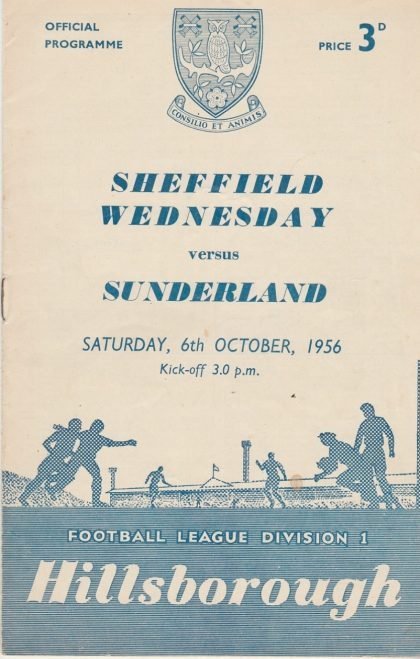 OFFICIAL
PROGRAMME
PRICE 3D
CONSILIO ET ANIMIS
SHEFFIELD
WEDNESDAY
versus
SUNDERLAND
SATURDAY, 6th OCTOBER, 1956
Kick-off 3.0 p.m.
FOOTBALL LEAGUE DIVISION 1
Hillsborough